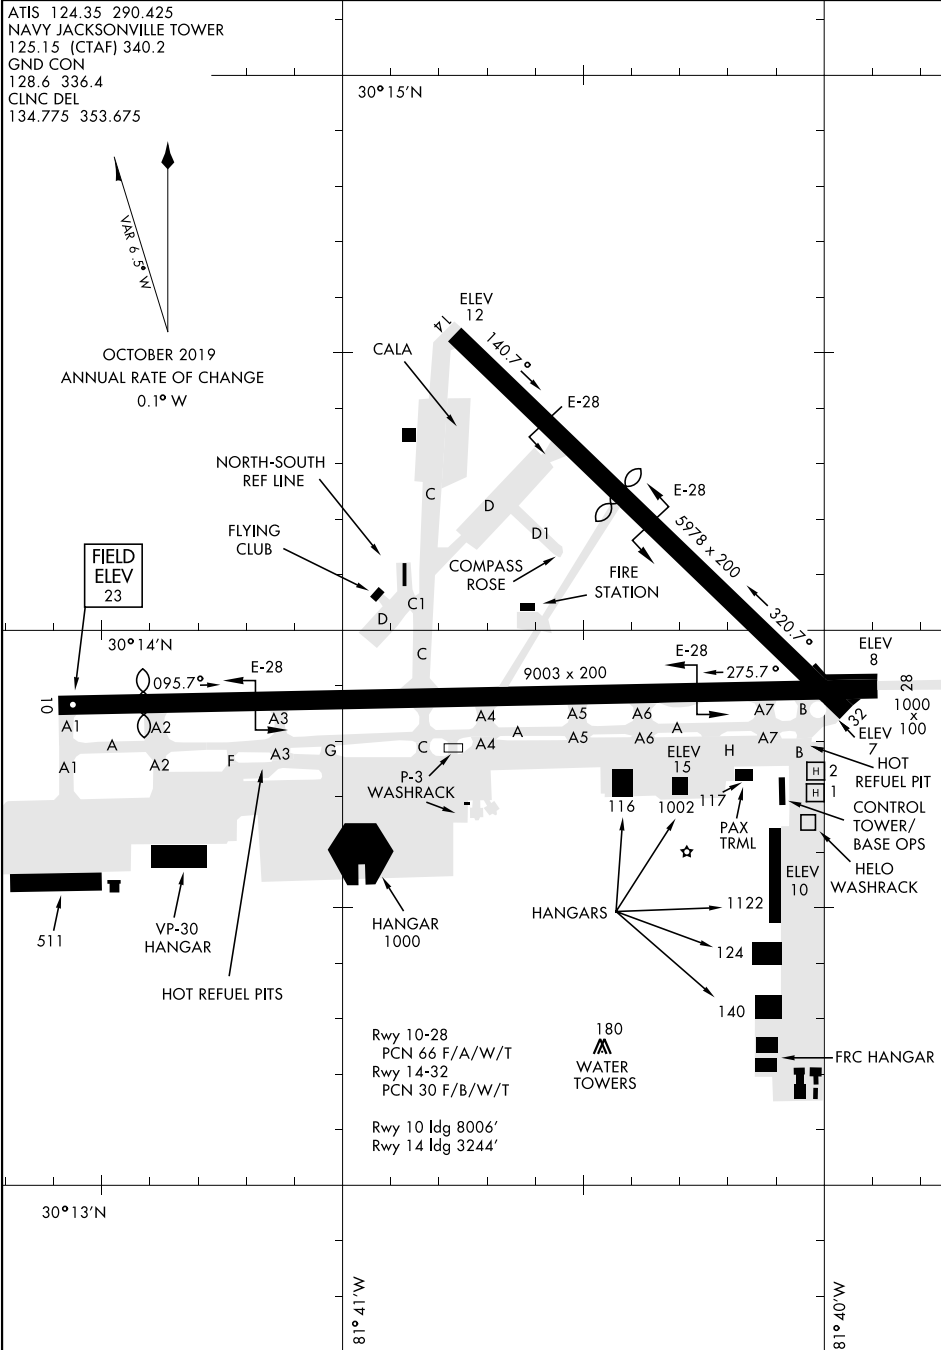 ATIS 124.35 290.425
NAVY JACKSONVILLE TOWER
125.15 (CTAF) 340.2
GND CON
128.6 336.4
CLNC DEL
134.775 353.675
30°15'N
VAR 6.5° W
OCTOBER 2019
ANNUAL RATE OF CHANGE
0.1° W
ELEV
12
14
140.7°
CALA
E-28
NORTH-SOUTH
REF LINE
C
D
E-28
5978 x 200
FLYING
CLUB
D1
COMPASS
ROSE
FIRE
STATION
FIELD
ELEV
23
C1
D
320.7°
30°14'N
C
ELEV
8
095.7°
E-28
9003 x 200
E-28
275.7°
28
1000
x
100
10
A1
A2
A3
A4
A5
A6
A
A7
B
32
ELEV
7
A
A
A1
A2
F
A3
G
C
A4
A5
A6
ELEV
15
H
A7
B
HOT
REFUEL PIT
P-3
WASHRACK
H 2
H 1
116
1002
117
PAX
TRML
CONTROL
TOWER/
BASE OPS
HELO
WASHRACK
ELEV
10
511
VP-30
HANGAR
HANGAR
1000
HANGARS
1122
124
140
HOT REFUEL PITS
Rwy 10-28
PCN 66 F/A/W/T
Rwy 14-32
PCN 30 F/B/W/T
Rwy 10 ldg 8006'
Rwy 14 ldg 3244'
180
WATER
TOWERS
FRC HANGAR
30°13'N
81°41'W
81°40'W